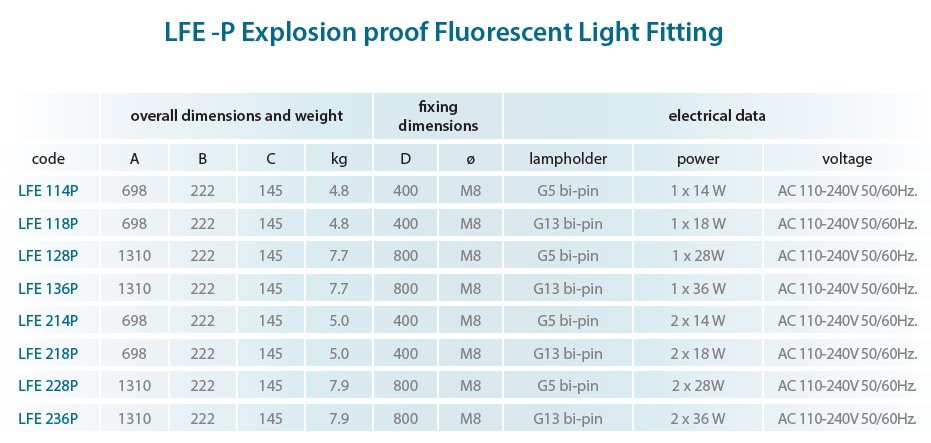 LFE -P Explosion proof Fluorescent Light Fitting
overall dimensions and weight fixing dimensions electrical data
code A B C kg D ø lampholder power voltage
LFE 114P 698 222 145 4.8 400 M8 G5 bi-pin 1 x 14 W AC 110-240V 50/60Hz.
LFE 118P 698 222 145 4.8 400 M8 G13 bi-pin 1 x 18 W AC 110-240V 50/60Hz.
LFE 128P 1310 222 145 7.7 800 M8 G5 bi-pin 1 x 28W AC 110-240V 50/60Hz.
LFE 136P 1310 222 145 7.7 800 M8 G13 bi-pin 1 x 36 W AC 110-240V 50/60Hz.
LFE 214P 698 222 145 5.0 400 M8 G5 bi-pin 2 x 14 W AC 110-240V 50/60Hz.
LFE 218P 698 222 145 5.0 400 M8 G13 bi-pin 2 x 18 W AC 110-240V 50/60Hz.
LFE 228P 1310 222 145 7.9 800 M8 G5 bi-pin 2 x 28W AC 110-240V 50/60Hz.
LFE 236P 1310 222 145 7.9 800 M8 G13 bi-pin 2 x 36 W AC 110-240V 50/60Hz.